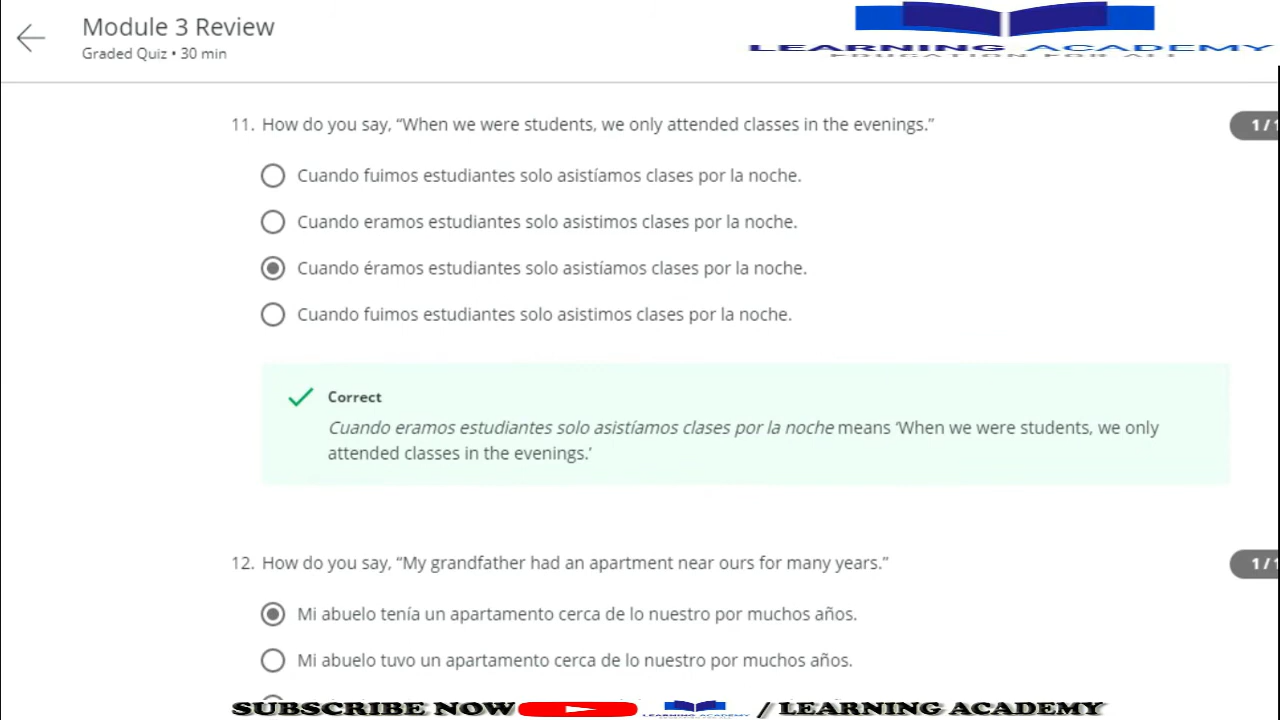 Module 3 Review
Graded Quiz • 30 min
LEARNING ACADEMY
EDUCATION FOR ALL
11. How do you say, “When we were students, we only attended classes in the evenings.”
1 / 1
Cuando fuimos estudiantes solo asistíamos clases por la noche.
Cuando eramos estudiantes solo asistimos clases por la noche.
Cuando éramos estudiantes solo asistíamos clases por la noche.
Cuando fuimos estudiantes solo asistimos clases por la noche.
Correct
Cuando eramos estudiantes solo asistíamos clases por la noche means ‘When we were students, we only
attended classes in the evenings.’
12. How do you say, “My grandfather had an apartment near ours for many years.”
1 / 1
Mi abuelo tenía un apartamento cerca de lo nuestro por muchos años.
Mi abuelo tuvo un apartamento cerca de lo nuestro por muchos años.
SUBSCRIBE NOW LEARNING ACADEMY / LEARNING ACADEMY